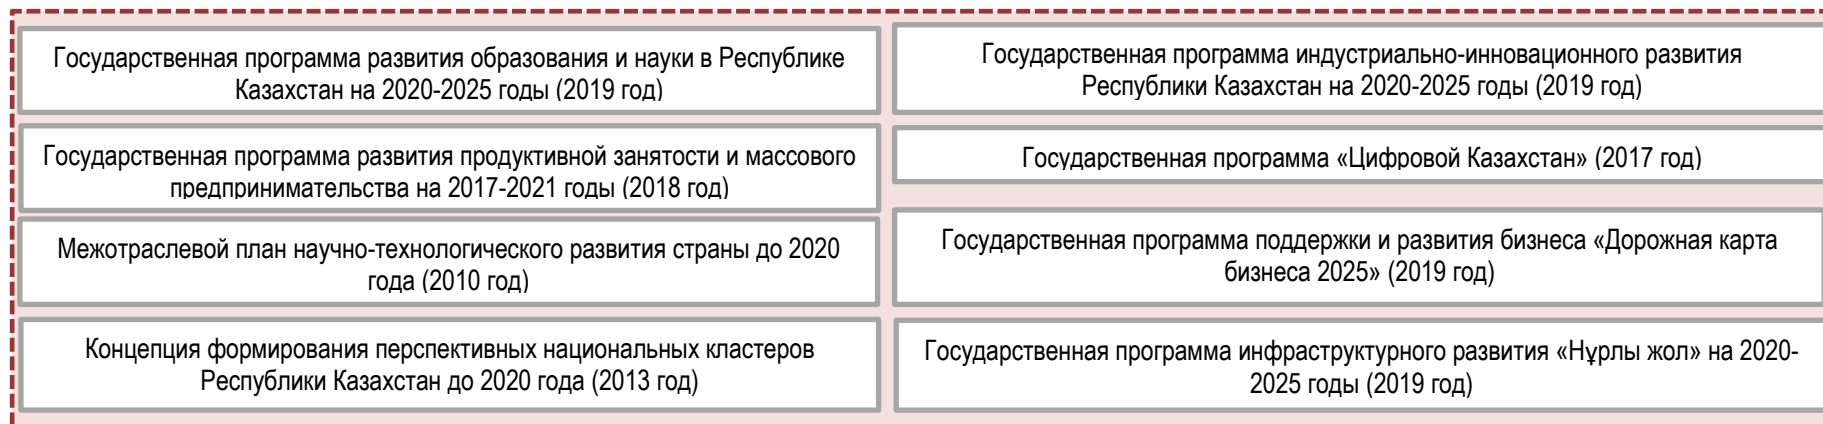 Государственная программа развития образования и науки в Республике
Казахстан на 2020-2025 годы (2019 год)
Государственная программа развития продуктивной занятости и массового
предпринимательства на 2017-2021 годы (2018 год)
Межотраслевой план научно-технологического развития страны до 2020
года (2010 год)
Концепция формирования перспективных национальных кластеров
Республики Казахстан до 2020 года (2013 год)
Государственная программа индустриально-инновационного развития
Республики Казахстан на 2020-2025 годы (2019 год)
Государственная программа «Цифровой Казахстан» (2017 год)
Государственная программа поддержки и развития бизнеса «Дорожная карта
бизнеса 2025» (2019 год)
Государственная программа инфраструктурного развития «Нұрлы жол» на 2020-
2025 годы (2019 год)